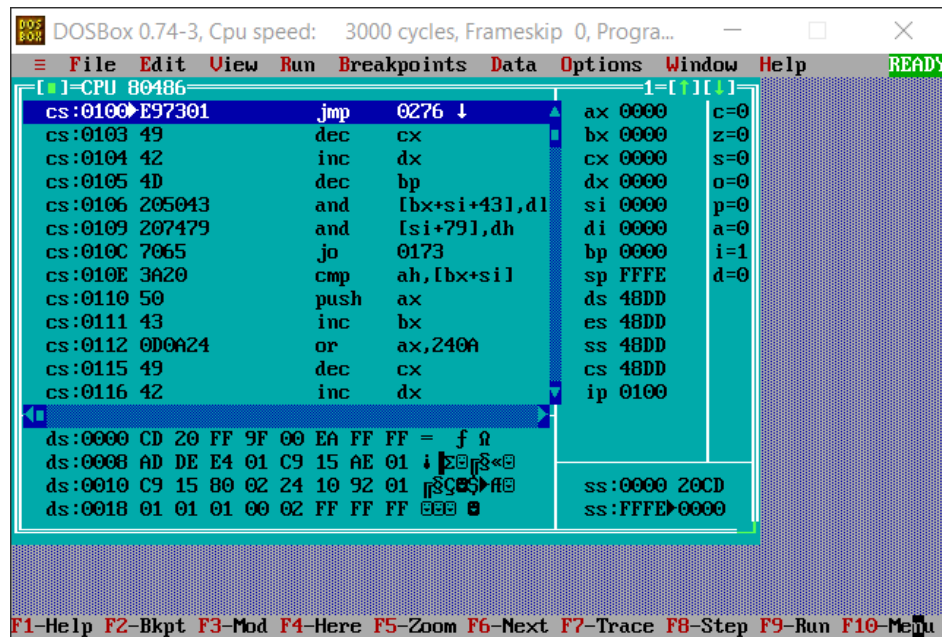 DOS BOX DOSBox 0.74-3, Cpu speed: 3000 cycles, Frameskip 0, Progra...
≡ File Edit View Run Breakpoints Data Options Window Help READY
[■]=CPU 80486 1=[↑][↓]
cs:0100►E97301 jmp 0276 ↓ ax 0000 c=0
cs:0103 49 dec cx bx 0000 z=0
cs:0104 42 inc dx cx 0000 s=0
cs:0105 4D dec bp dx 0000 o=0
cs:0106 205043 and [bx+si+43],dl si 0000 p=0
cs:0109 207479 and [si+79],dh di 0000 a=0
cs:010C 7065 jo 0173 bp 0000 i=1
cs:010E 3A20 cmp ah,[bx+si] sp FFFE d=0
cs:0110 50 push ax ds 48DD
cs:0111 43 inc bx es 48DD
cs:0112 0D0A24 or ax,240A ss 48DD
cs:0115 49 dec cx cs 48DD
cs:0116 42 inc dx ip 0100
ds:0000 CD 20 FF 9F 00 EA FF FF = ƒ Ω
ds:0008 AD DE E4 01 C9 15 AE 01 ¡▐Σ☺╔§«☺
ds:0010 C9 15 80 02 24 10 92 01 ╔§Ç☻$►Æ☺ ss:0000 20CD
ds:0018 01 01 01 00 02 FF FF FF ☺☺☺ ☻ ss:FFFE►0000
F1-Help F2-Bkpt F3-Mod F4-Here F5-Zoom F6-Next F7-Trace F8-Step F9-Run F10-Menu